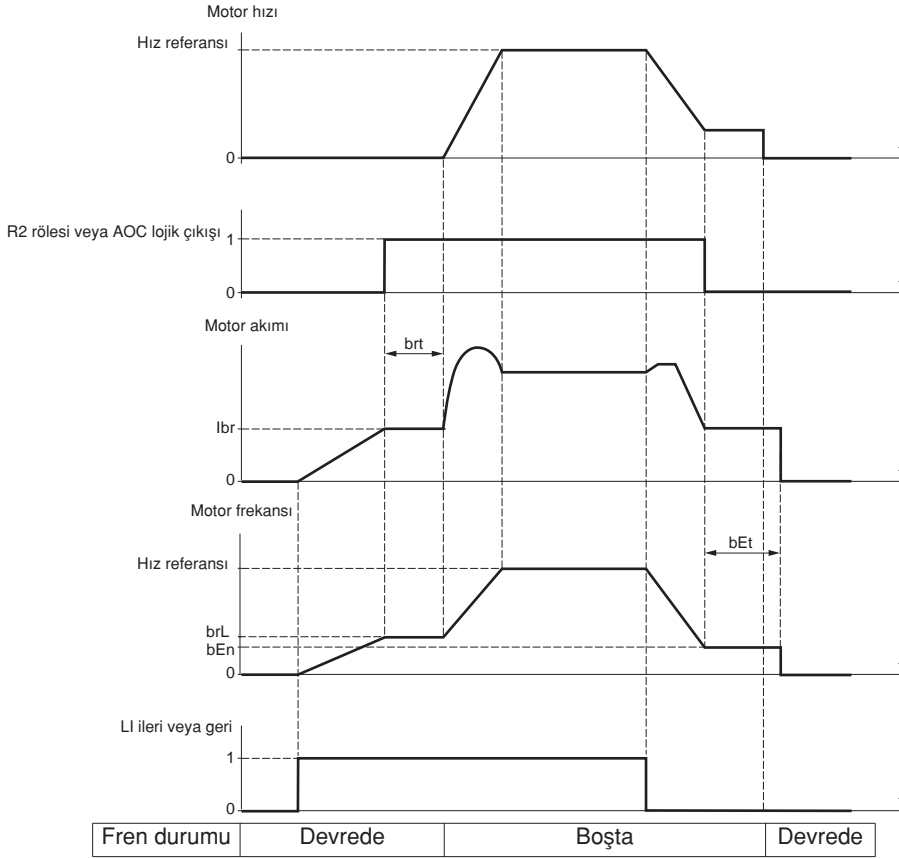 Motor hızı
Hız referansı
0
R2 rölesi veya AOC lojik çıkışı
1
0
Motor akımı
brt
Ibr
0
Motor frekansı
bEt
Hız referansı
brL
bEn
0
LI ileri veya geri
1
0
Fren durumu Devrede Boşta Devrede